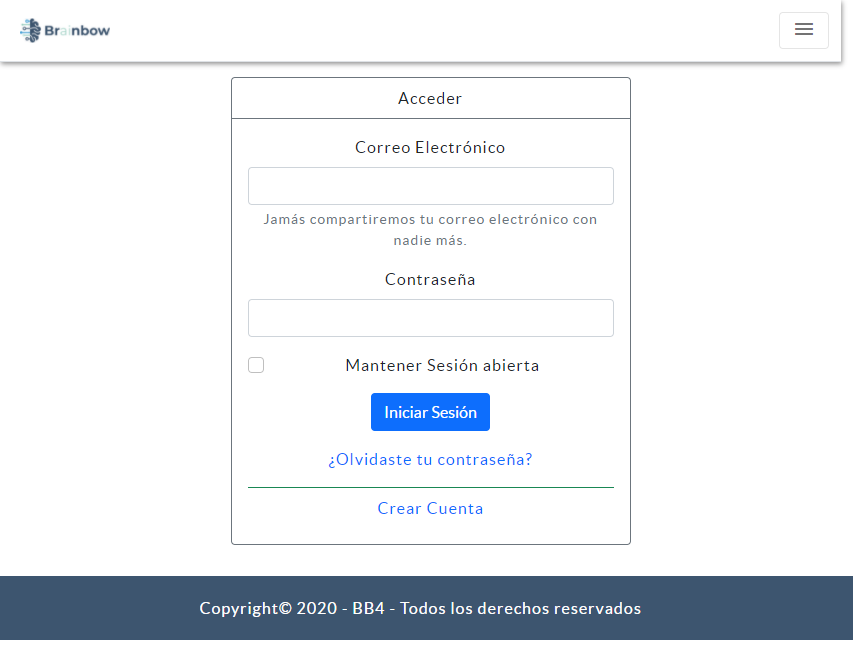 Brainbow
Acceder
Correo Electrónico
Jamás compartiremos tu correo electrónico con
nadie más.
Contraseña
Mantener Sesión abierta
Iniciar Sesión
¿Olvidaste tu contraseña?
Crear Cuenta
Copyright© 2020 - BB4 - Todos los derechos reservados